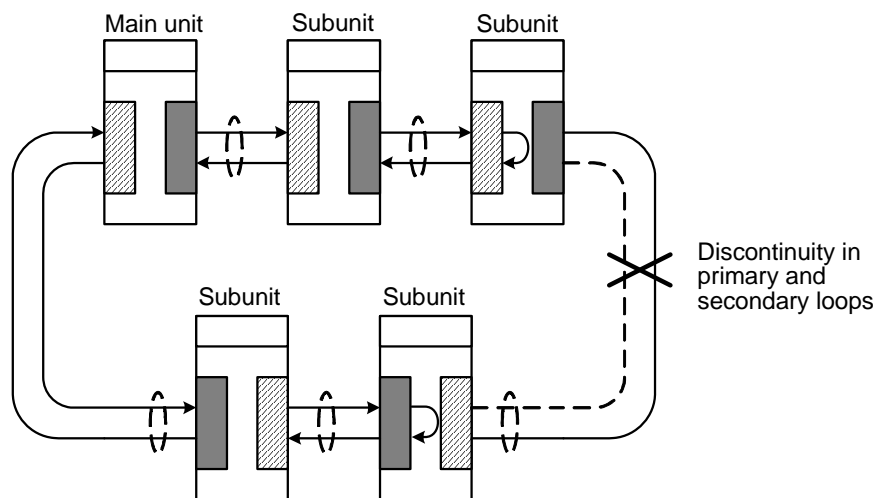 Main unit
Subunit
Subunit
Discontinuity in
primary and
secondary loops
Subunit
Subunit